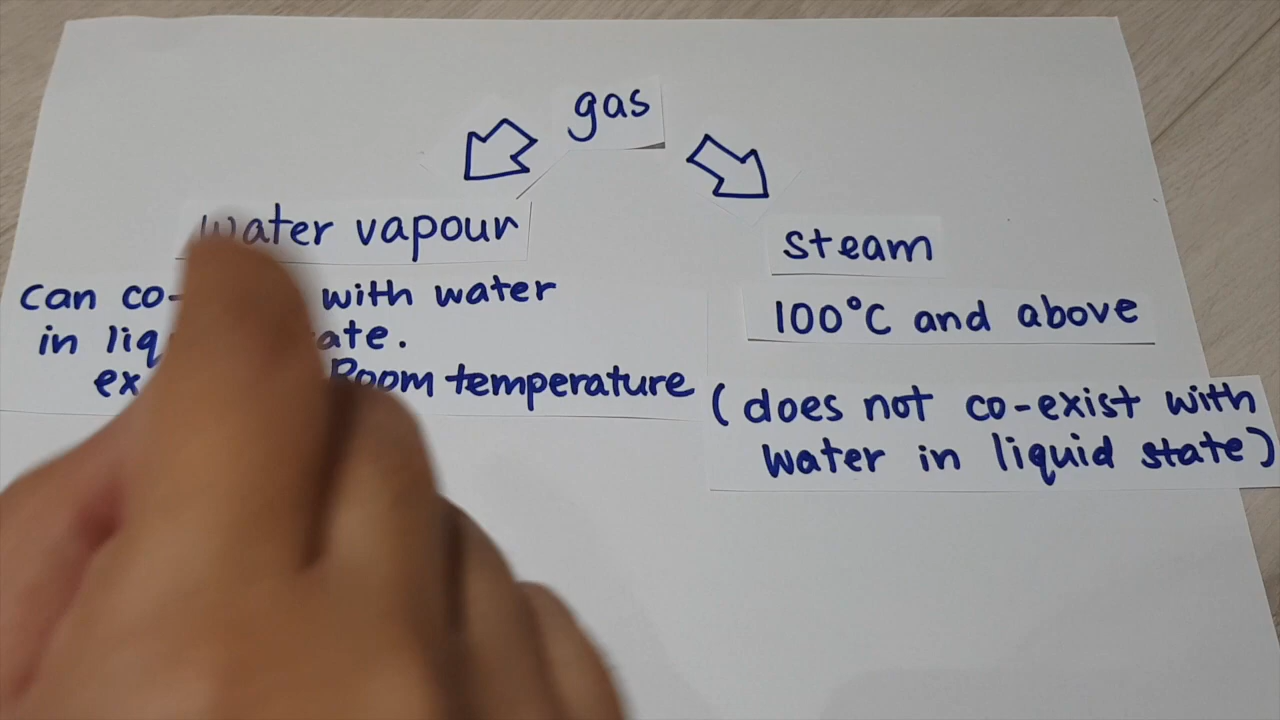 gas
water vapour
can co- with water
in liq ate.
ex Room temperature
steam
100°C and above
(does not co-exist with
water in liquid state)